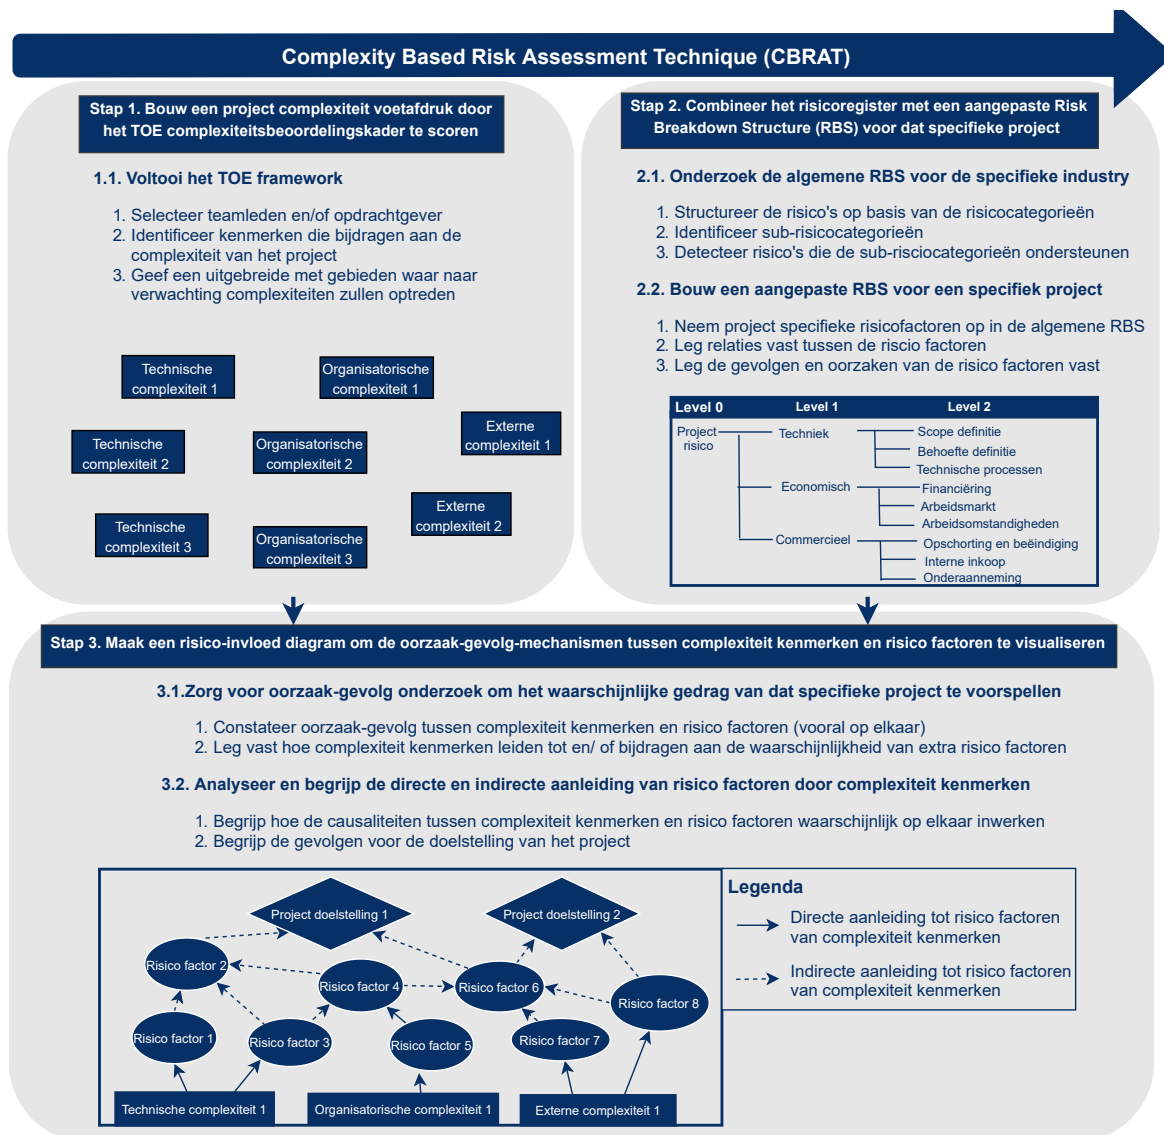 Complexity Based Risk Assessment Technique (CBRAT)
Stap 1. Bouw een project complexiteit voetafdruk door
het TOE complexiteitsbeoordelingskader te scoren
1.1. Voltooi het TOE framework
1. Selecteer teamleden en/of opdrachtgever
2. Identificeer kenmerken die bijdragen aan de
complexiteit van het project
3. Geef een uitgebreide met gebieden waar naar
verwachting complexiteiten zullen optreden
Technische
complexiteit 1
Organisatorische
complexiteit 1
Externe
complexiteit 1
Technische
complexiteit 2
Organisatorische
complexiteit 2
Externe
complexiteit 2
Technische
complexiteit 3
Organisatorische
complexiteit 3
Stap 2. Combineer het risicoregister met een aangepaste Risk
Breakdown Structure (RBS) voor dat specifieke project
2.1. Onderzoek de algemene RBS voor de specifieke industry
1. Structureer de risico's op basis van de risicocategorieën
2. Identificeer sub-risicocategorieën
3. Detecteer risico's die de sub-risciocategorieën ondersteunen
2.2. Bouw een aangepaste RBS voor een specifiek project
1. Neem project specifieke risicofactoren op in de algemene RBS
2. Leg relaties vast tussen de riscio factoren
3. Leg de gevolgen en oorzaken van de risico factoren vast
Level 0 Level 1 Level 2
Project
risico
Techniek
Scope definitie
Behoefte definitie
Technische processen
Economisch
Financiëring
Arbeidsmarkt
Arbeidsomstandigheden
Commercieel
Opschorting en beëindiging
Interne inkoop
Onderaanneming
Stap 3. Maak een risico-invloed diagram om de oorzaak-gevolg-mechanismen tussen complexiteit kenmerken en risico factoren te visualiseren
3.1.Zorg voor oorzaak-gevolg onderzoek om het waarschijnlijke gedrag van dat specifieke project te voorspellen
1. Constateer oorzaak-gevolg tussen complexiteit kenmerken en risico factoren (vooral op elkaar)
2. Leg vast hoe complexiteit kenmerken leiden tot en/ of bijdragen aan de waarschijnlijkheid van extra risico factoren
3.2. Analyseer en begrijp de directe en indirecte aanleiding van risico factoren door complexiteit kenmerken
1. Begrijp hoe de causaliteiten tussen complexiteit kenmerken en risico factoren waarschijnlijk op elkaar inwerken
2. Begrijp de gevolgen voor de doelstelling van het project
Project doelstelling 1
Project doelstelling 2
Risico factor 2
Risico factor 4
Risico factor 6
Risico factor 8
Risico factor 1
Risico factor 3
Risico factor 5
Risico factor 7
Technische complexiteit 1
Organisatorische complexiteit 1
Externe complexiteit 1
Legenda
Directe aanleiding tot risico factoren
van complexiteit kenmerken
Indirecte aanleiding tot risico factoren
van complexiteit kenmerken